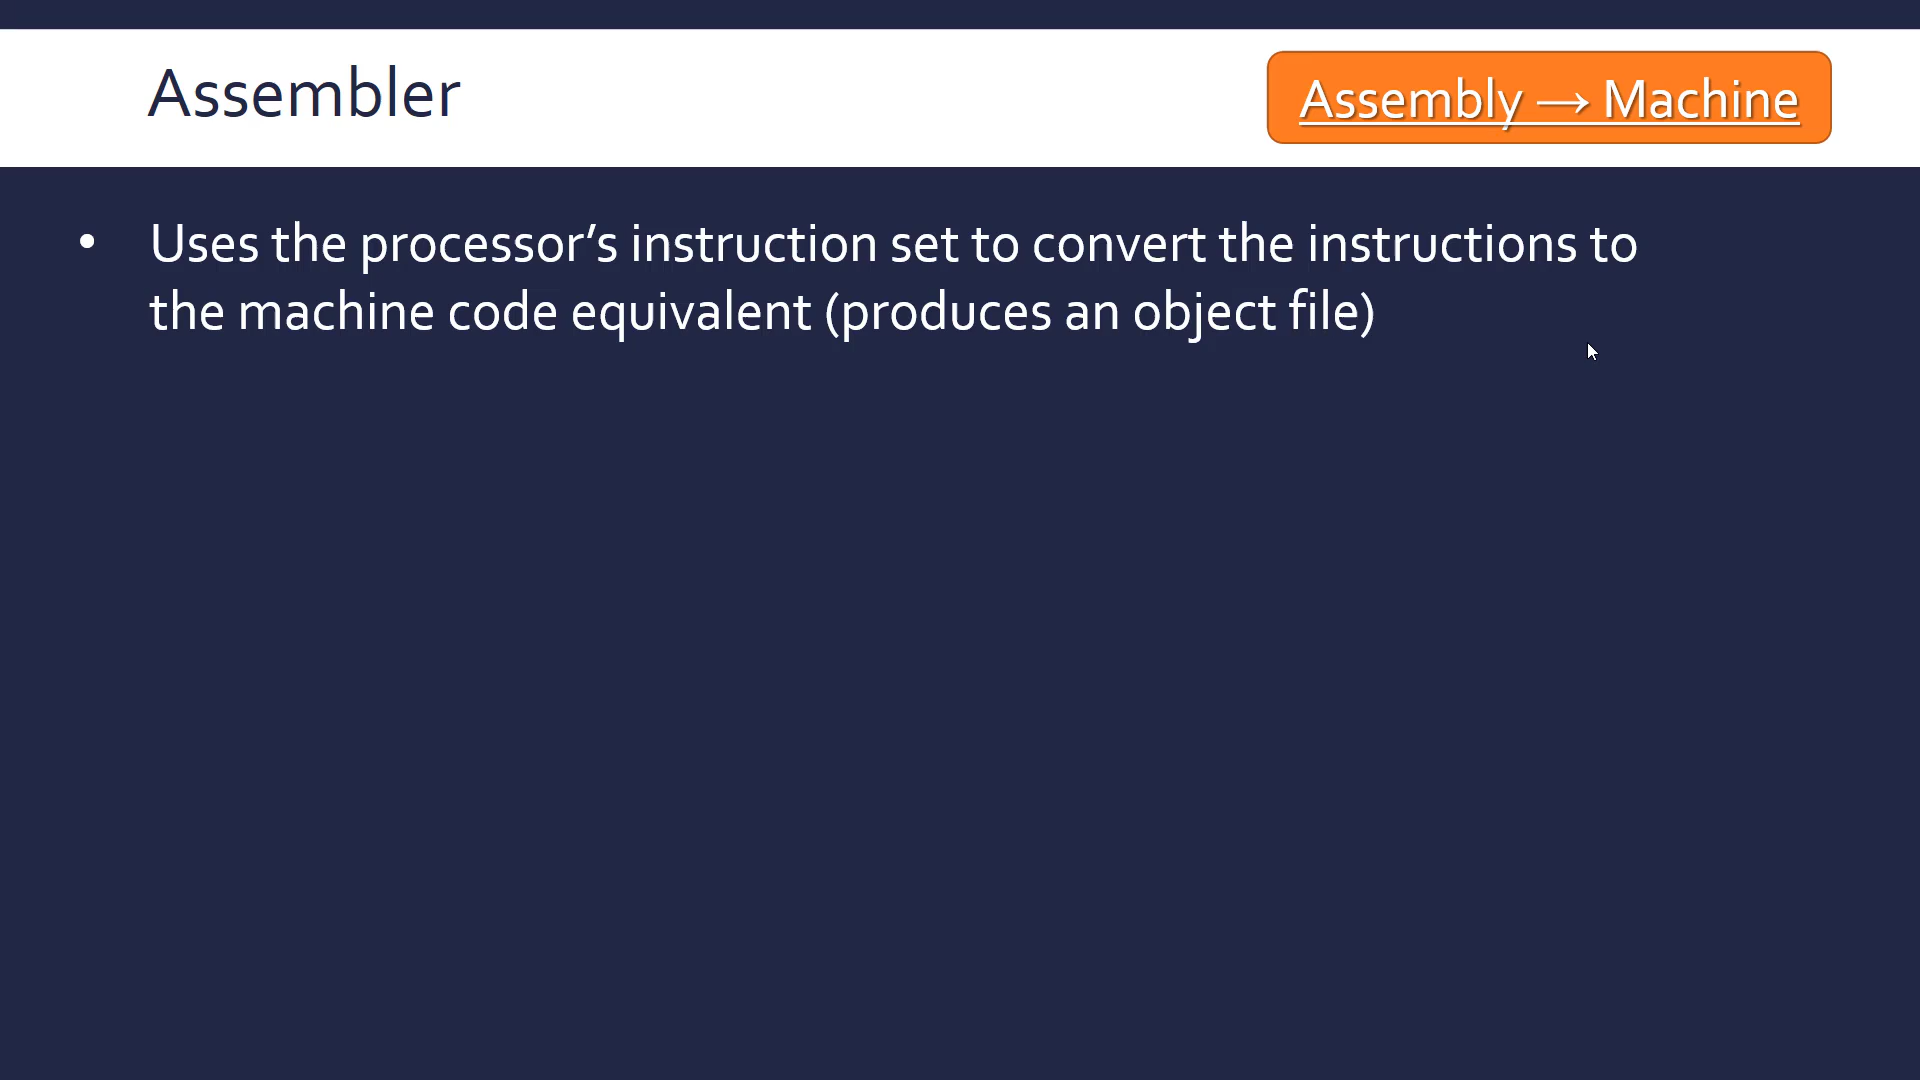 Assembler
Assembly → Machine
• Uses the processor’s instruction set to convert the instructions to
the machine code equivalent (produces an object file)